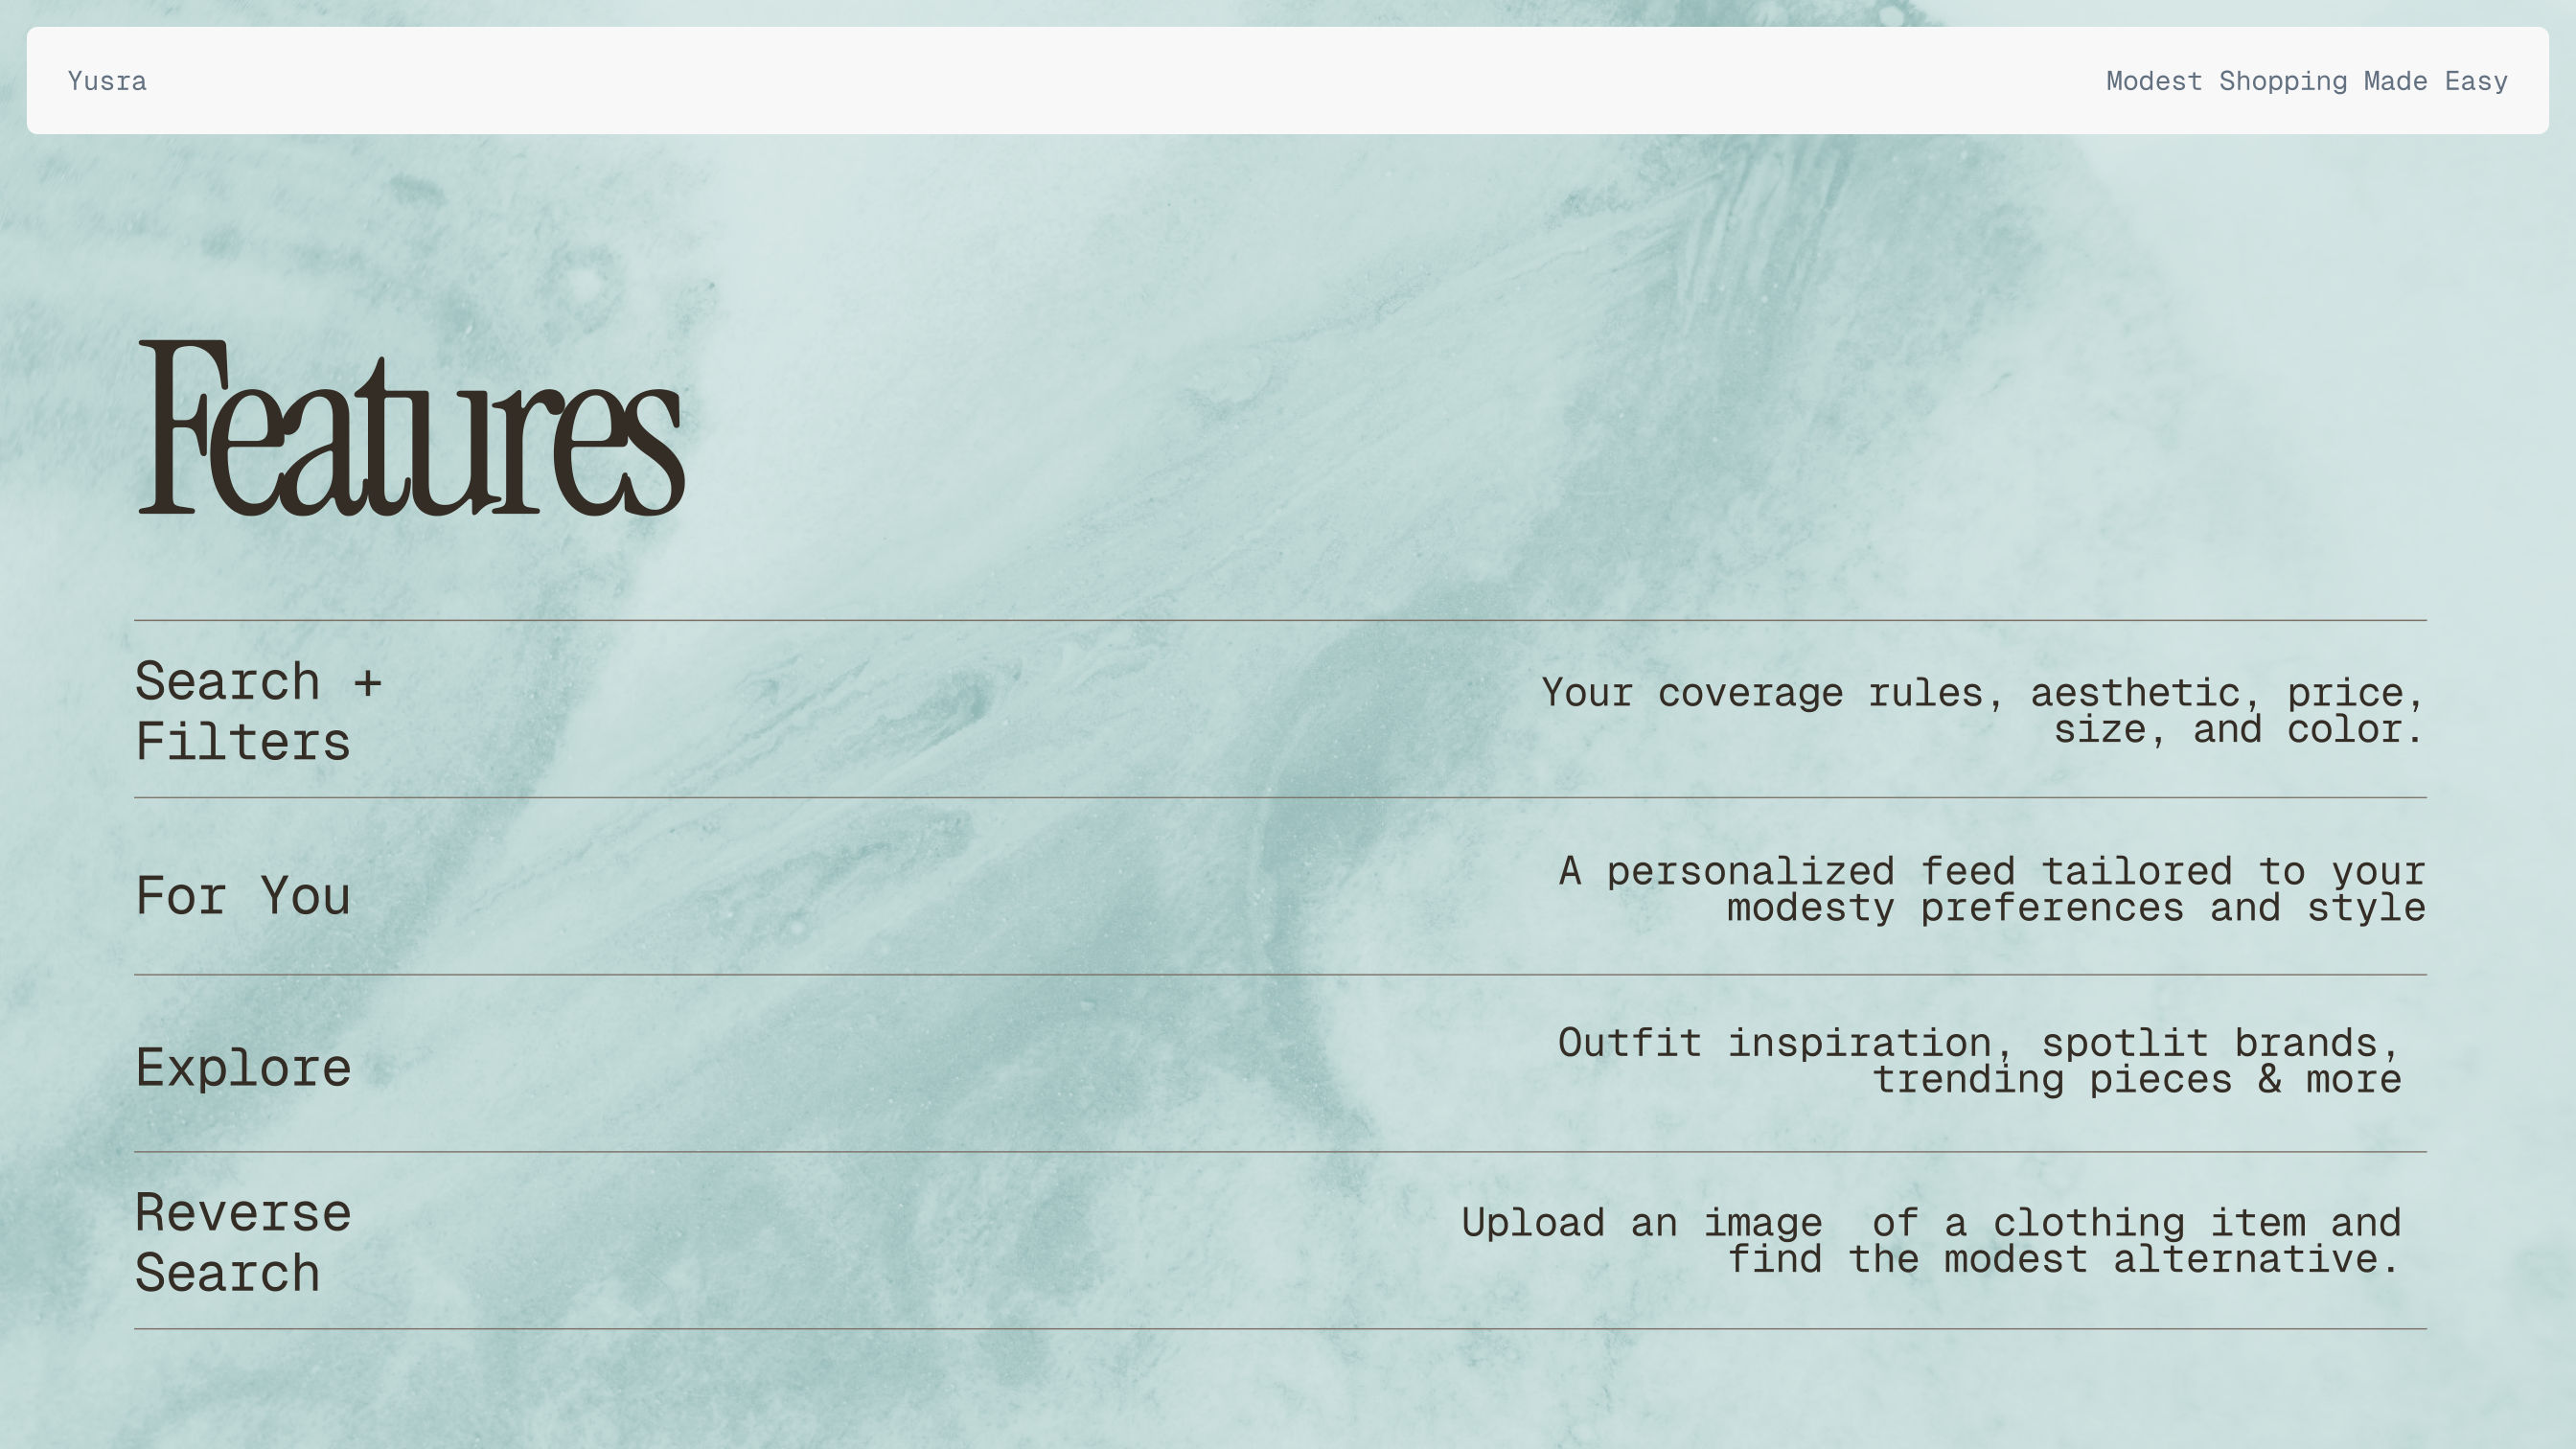 Yusra
Modest Shopping Made Easy
Features
Search +
Filters
Your coverage rules, aesthetic, price,
size, and color.
For You
A personalized feed tailored to your
modesty preferences and style
Explore
Outfit inspiration, spotlit brands,
trending pieces & more
Reverse
Search
Upload an image  of a clothing item and
find the modest alternative.